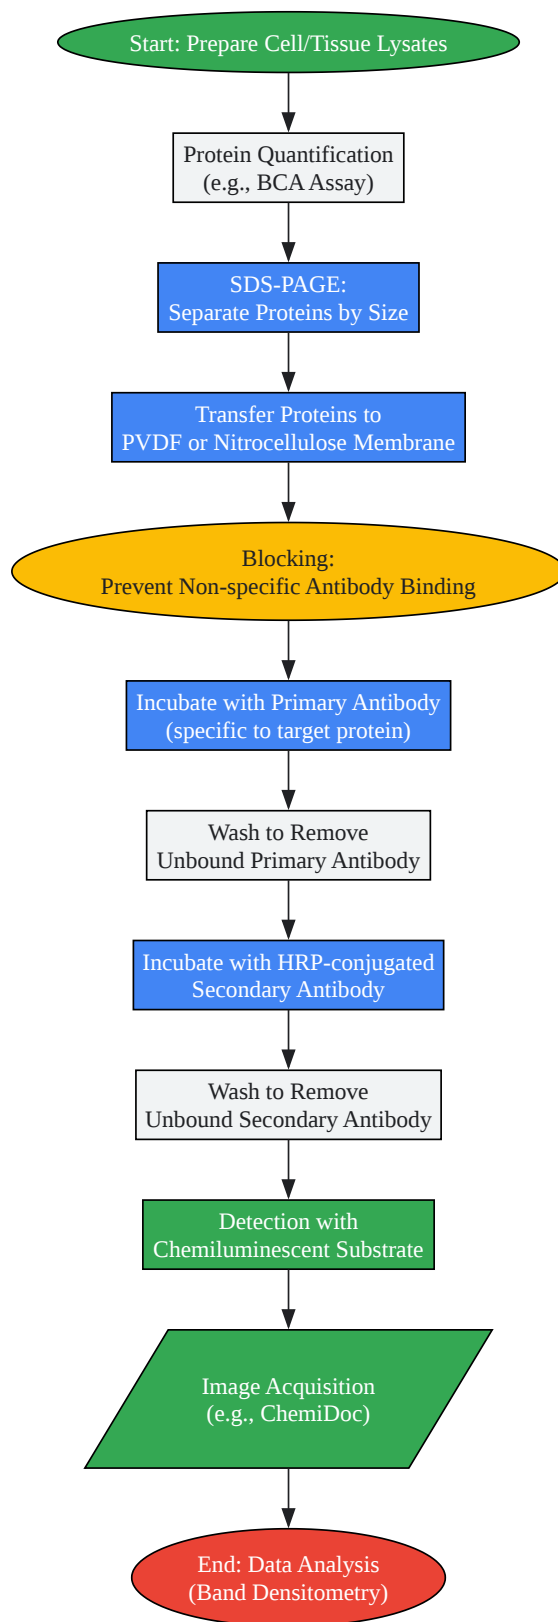 Start: Prepare Cell/Tissue Lysates
Protein Quantification
(e.g., BCA Assay)
SDS-PAGE:
Separate Proteins by Size
Transfer Proteins to
PVDF or Nitrocellulose Membrane
Blocking:
Prevent Non-specific Antibody Binding
Incubate with Primary Antibody
(specific to target protein)
Wash to Remove
Unbound Primary Antibody
Incubate with HRP-conjugated
Secondary Antibody
Wash to Remove
Unbound Secondary Antibody
Detection with
Chemiluminescent Substrate
Image Acquisition
(e.g., ChemiDoc)
End: Data Analysis
(Band Densitometry)